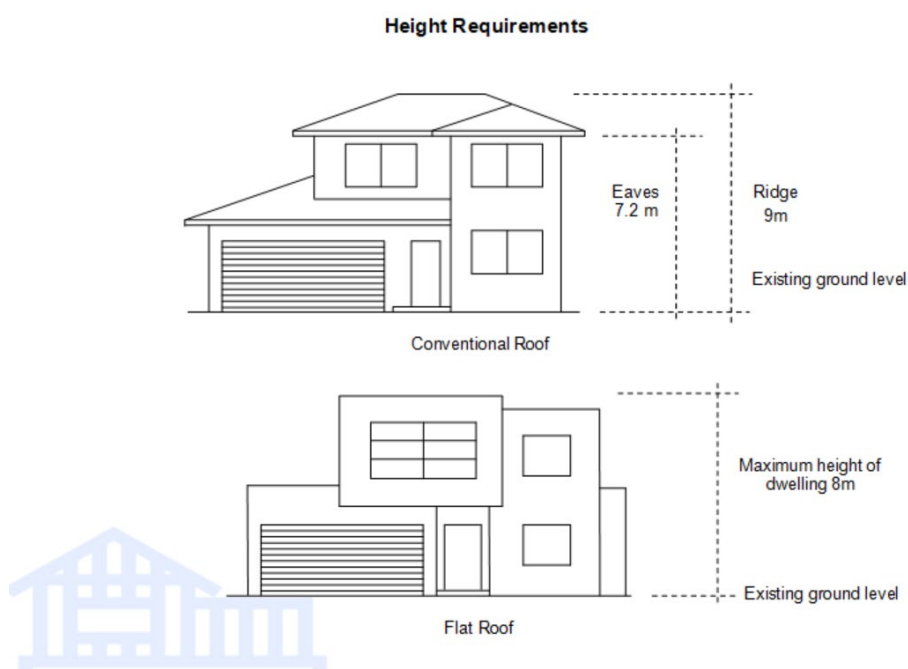 Height Requirements
Eaves
7.2 m
Ridge
9m
Existing ground level
Conventional Roof
Maximum height of
dwelling 8m
Existing ground level
Flat Roof